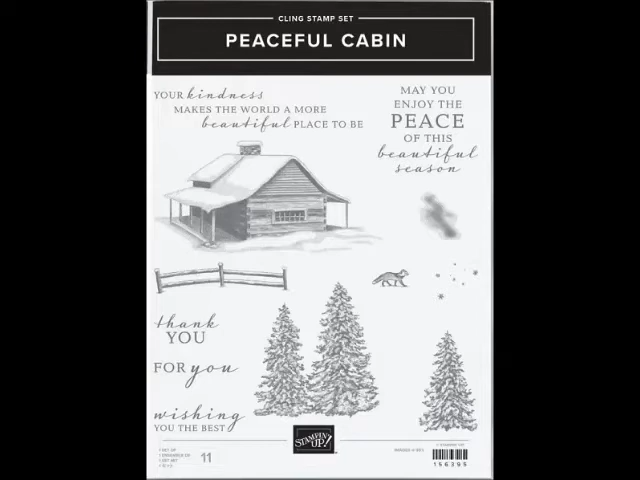 CLING STAMP SET
PEACEFUL CABIN
YOUR kindness
MAKES THE WORLD A MORE
beautiful PLACE TO BE
MAY YOU
ENJOY THE
PEACE
OF THIS
beautiful
season
thank
YOU
FOR you
wishing
YOU THE BEST
STAMPIN' UP!
11
156395